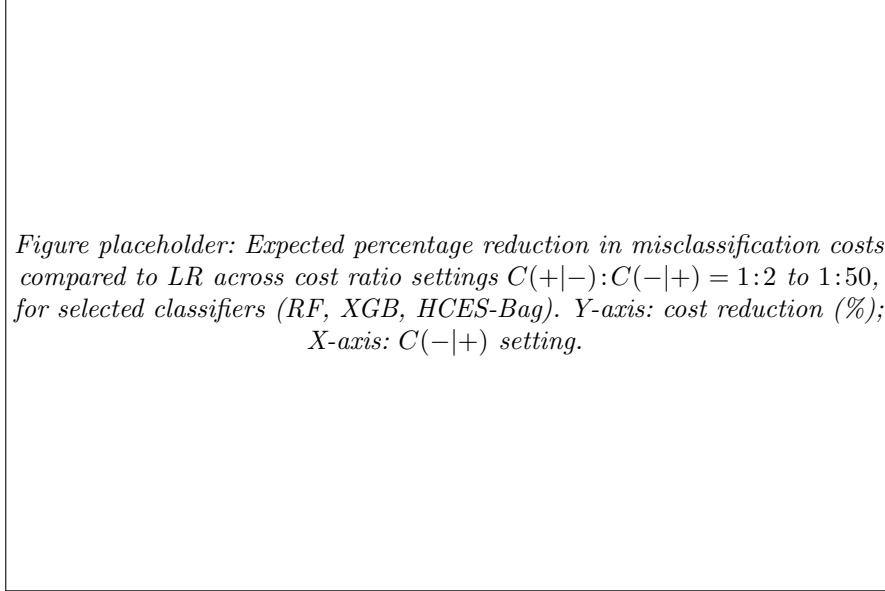 Figure placeholder: Expected percentage reduction in misclassification costs
compared to LR across cost ratio settings C(+|−):C(−|+) = 1:2 to 1:50,
for selected classifiers (RF, XGB, HCES-Bag). Y-axis: cost reduction (%);
X-axis: C(−|+) setting.